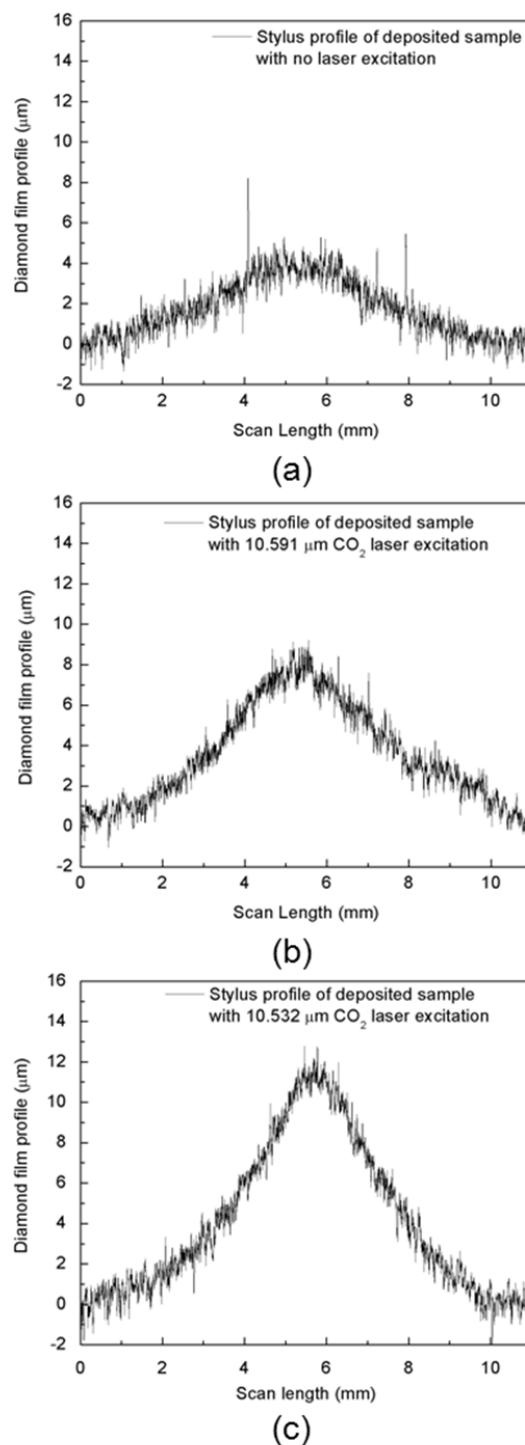 16
14
12
10
8
6
4
2
0
-2
Diamond film profile (μm)
Stylus profile of deposited sample
with no laser excitation
0 2 4 6 8 10
Scan Length (mm)
(a)
16
14
12
10
8
6
4
2
0
-2
Diamond film profile (μm)
Stylus profile of deposited sample
with 10.591 μm CO₂ laser excitation
0 2 4 6 8 10
Scan Length (mm)
(b)
16
14
12
10
8
6
4
2
0
-2
Diamond film profile (μm)
Stylus profile of deposited sample
with 10.532 μm CO₂ laser excitation
0 2 4 6 8 10
Scan length (mm)
(c)